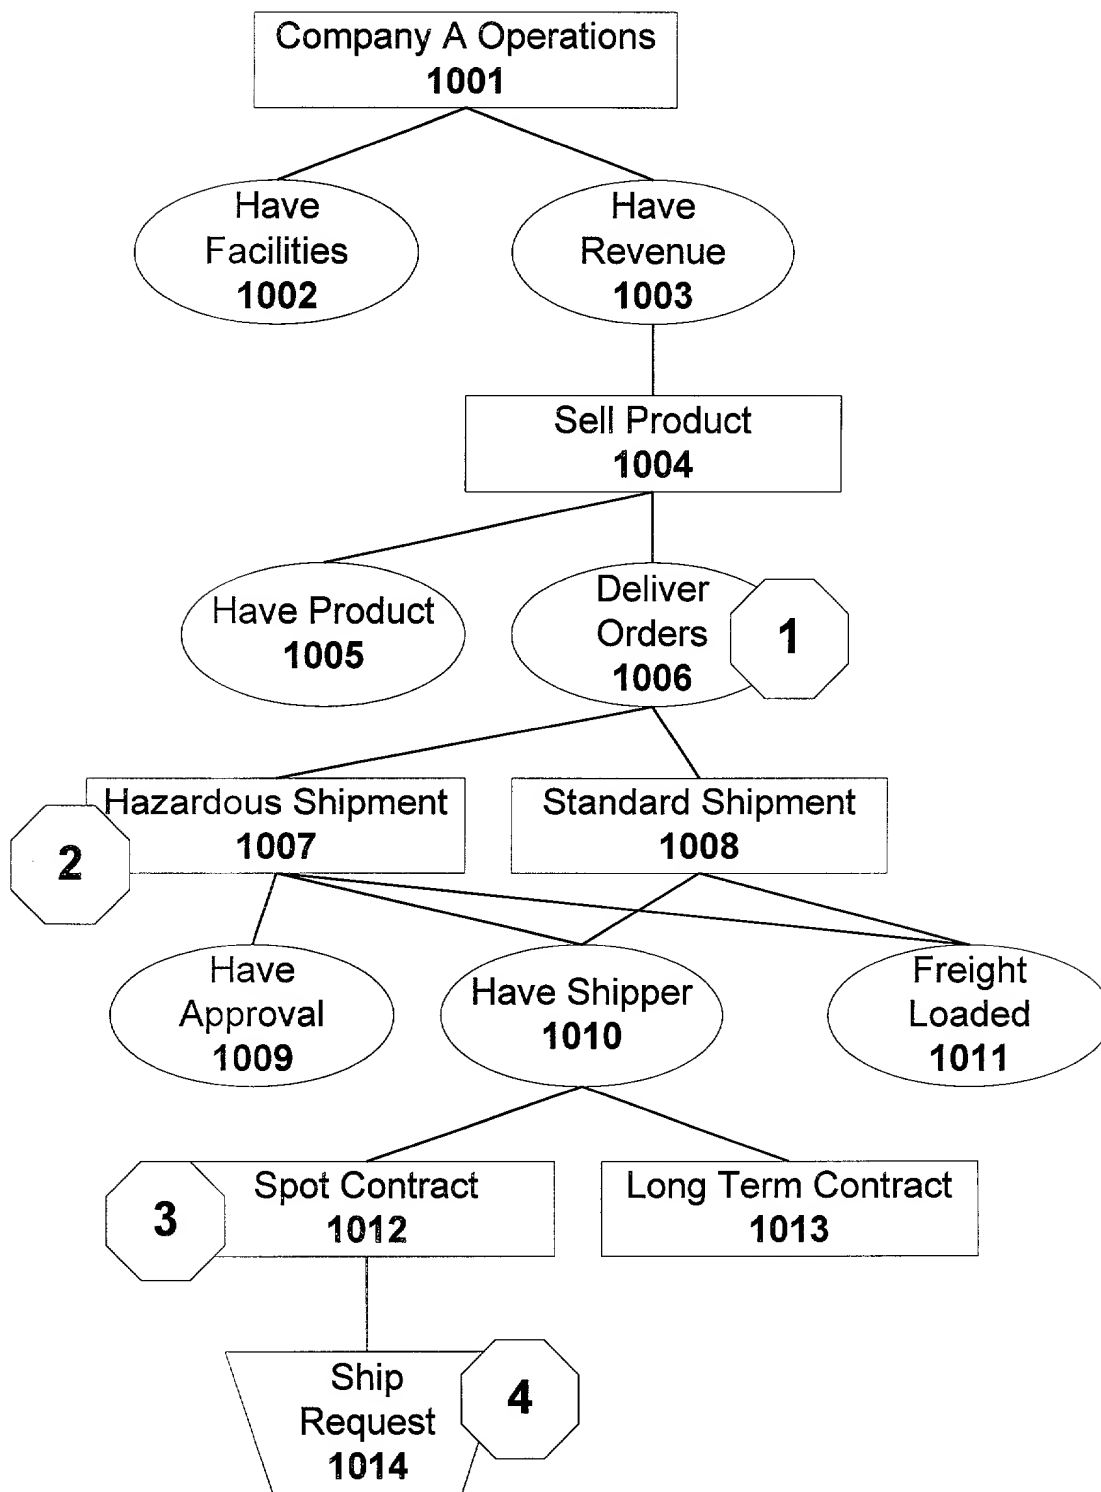 Company A Operations
1001
Have
Facilities
1002
Have
Revenue
1003
Sell Product
1004
Have Product
1005
Deliver
Orders
1006
1
Hazardous Shipment
1007
2
Standard Shipment
1008
Have
Approval
1009
Have Shipper
1010
Freight
Loaded
1011
3
Spot Contract
1012
Long Term Contract
1013
Ship
Request
1014
4